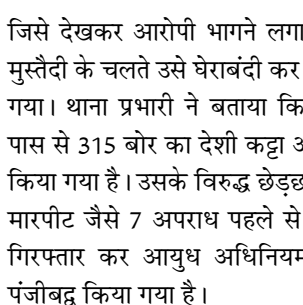 जिसे देखकर आरोपी भागने लगा
मुस्तैदी के चलते उसे घेराबंदी कर
गया। थाना प्रभारी ने बताया कि
पास से 315 बोर का देशी कट्टा
किया गया है। उसके विरुद्ध
मारपीट जैसे 7 अपराध पहले से
गिरफ्तार कर आयुध अधिनियम
पंजीबद्व किया गया है।